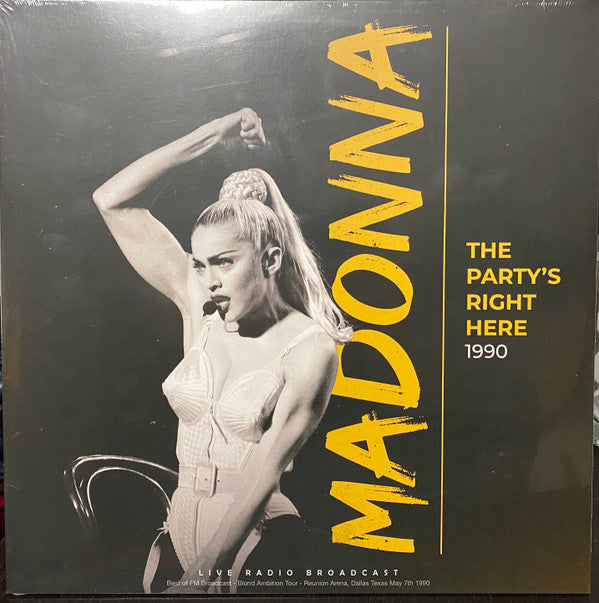 MADONNA
THE
PARTY'S
RIGHT
HERE
1990
LIVE RADIO BROADCAST
Best of FM Broadcast - Blond Ambition Tour - Reunion Arena, Dallas Texas May 7th 1990